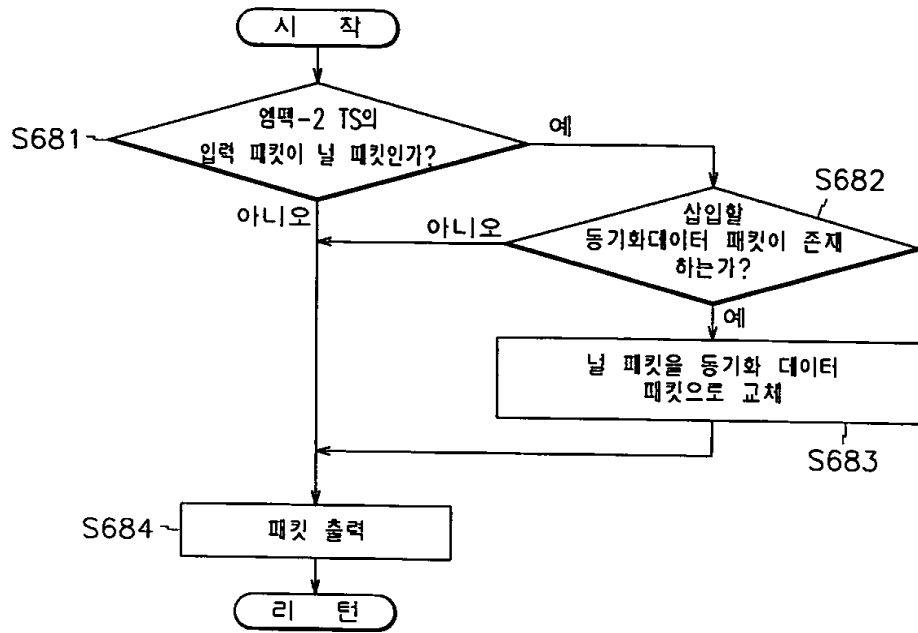 시 작
S681
엠펙-2 TS의
입력 패킷이 널 패킷인가?
예
아니오
S682
삽입할
동기화데이터 패킷이 존재
하는가?
아니오
예
널 패킷을 동기화 데이터
패킷으로 교체
S683
S684
패킷 출력
리 턴